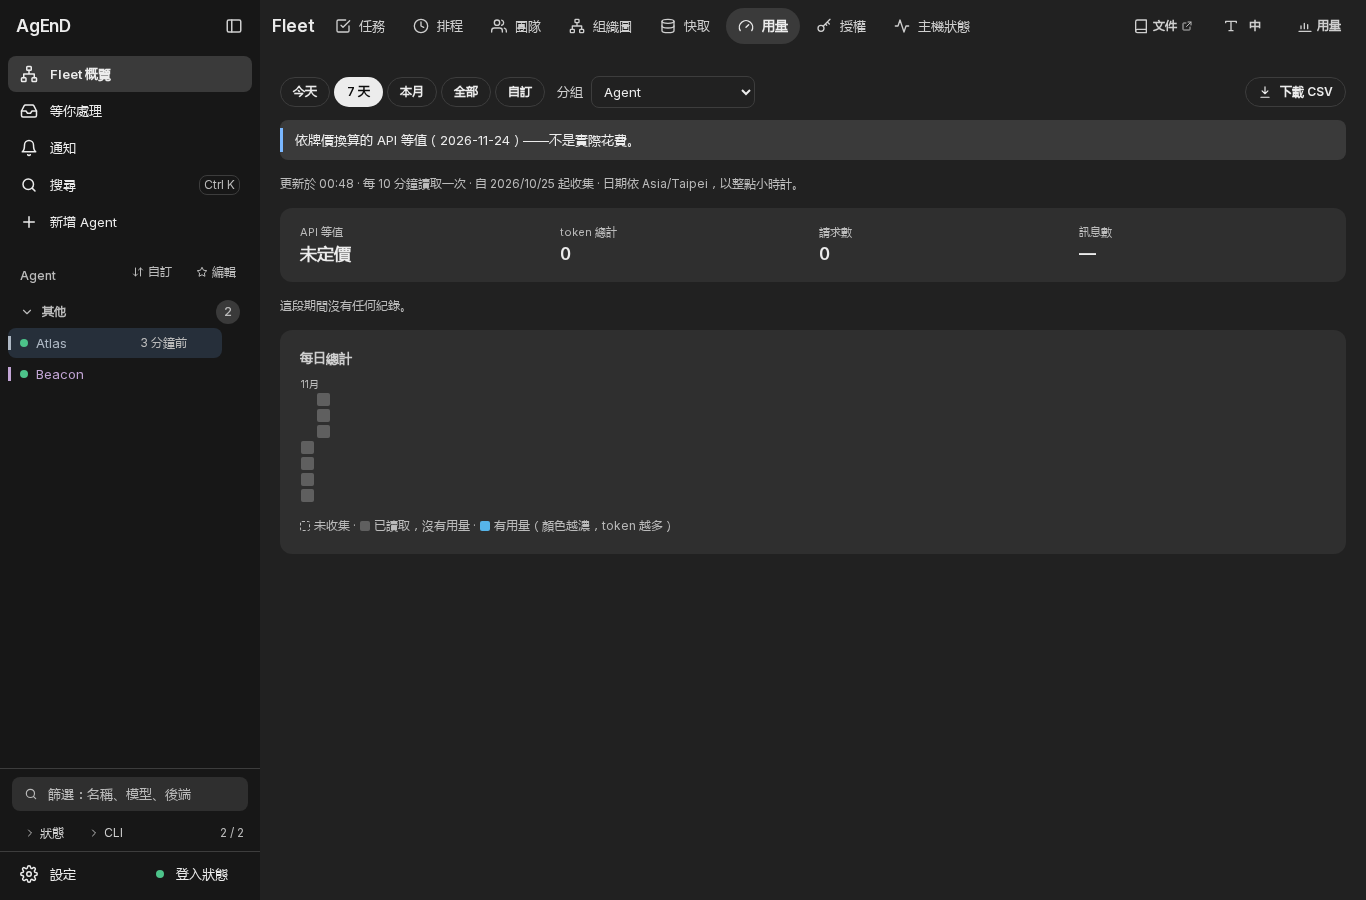 AgEnD
Fleet 概覽
等你處理
通知
搜尋 Ctrl K
新增 Agent
Agent 自訂 編輯
其他 2
Atlas 3 分鐘前
Beacon
篩選：名稱、模型、後端
狀態 CLI 2 / 2
設定 登入狀態
Fleet 任務 排程 團隊 組織圖 快取 用量 授權 主機狀態 文件 中 用量
今天 7 天 本月 全部 自訂 分組 Agent 下載 CSV
依牌價換算的 API 等值（2026-11-24）——不是實際花費。
更新於 00:48 · 每 10 分鐘讀取一次 · 自 2026/10/25 起收集 · 日期依 Asia/Taipei，以整點小時計。
API 等值 token 總計 請求數 訊息數
未定價 0 0 —
這段期間沒有任何紀錄。
每日總計
11月
未收集 · 已讀取，沒有用量 · 有用量（顏色越濃，token 越多）